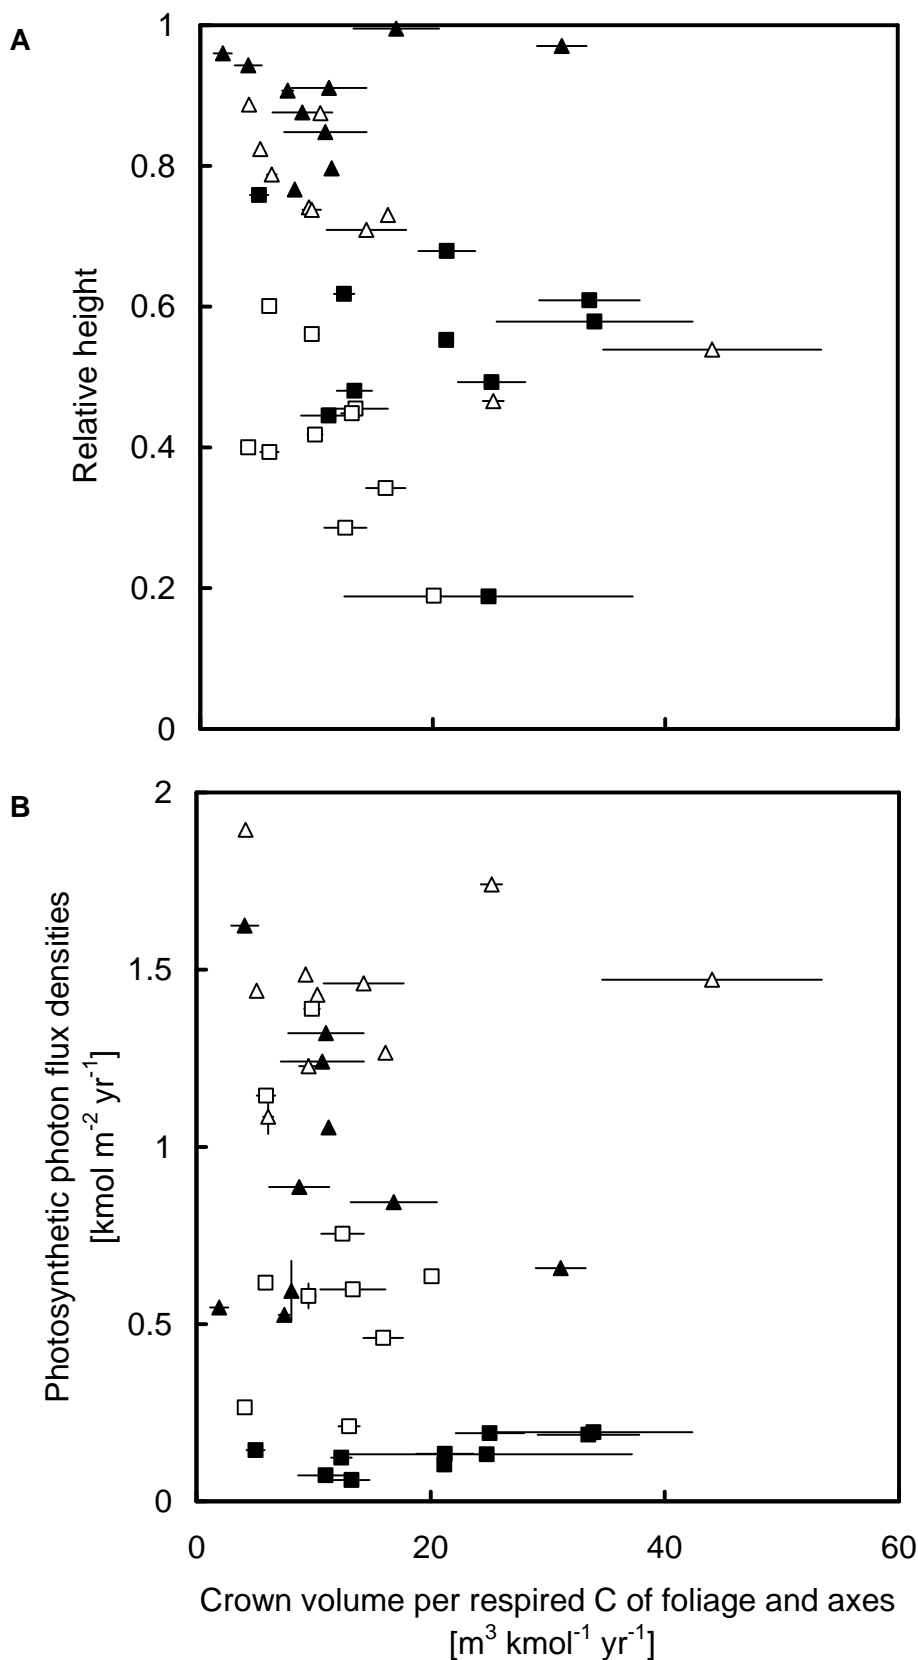 A
1
0.8
0.6
0.4
0.2
0
Relative height
B
2
1.5
1
0.5
0
Photosynthetic photon flux densities
[kmol m⁻² yr⁻¹]
0 20 40 60
Crown volume per respired C of foliage and axes
[m³ kmol⁻¹ yr⁻¹]